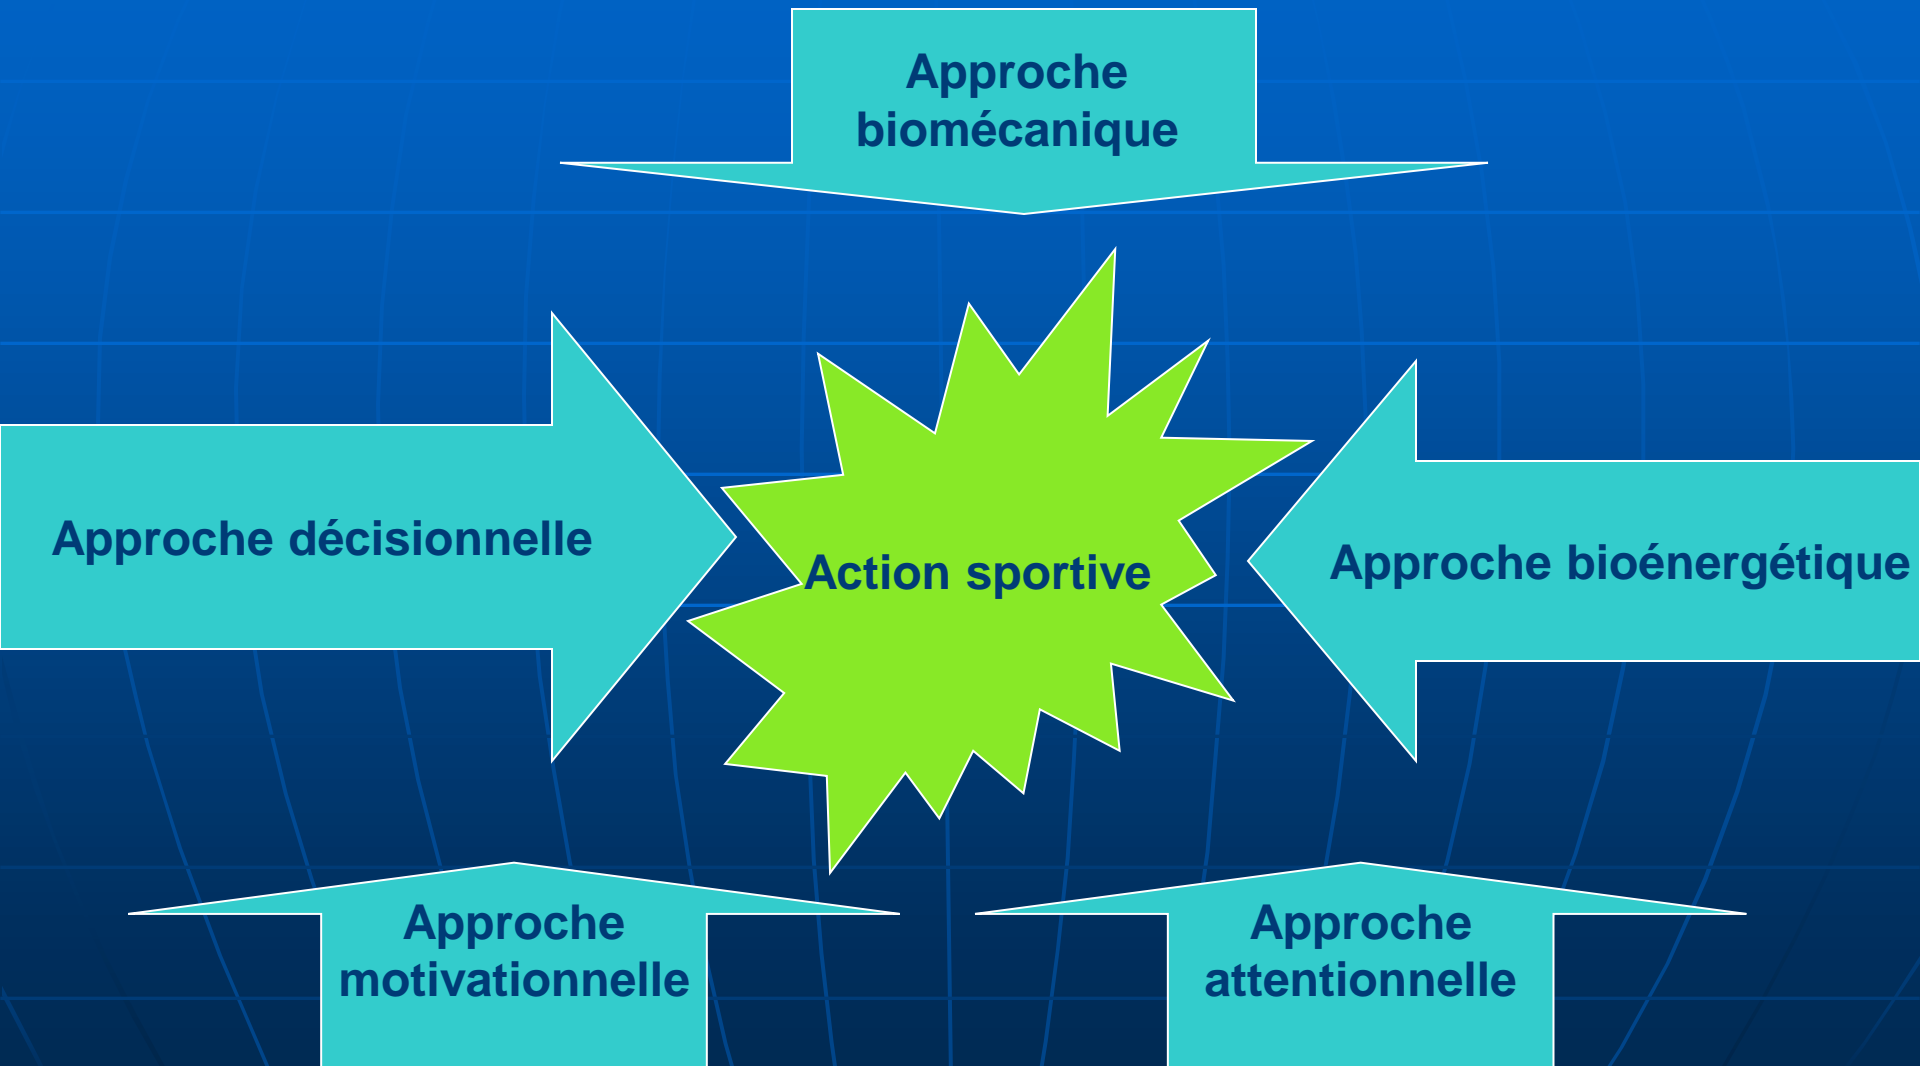 Approche
biomécanique
Approche décisionnelle
Action sportive
Approche bioénergétique
Approche
motivationnelle
Approche
attentionnelle